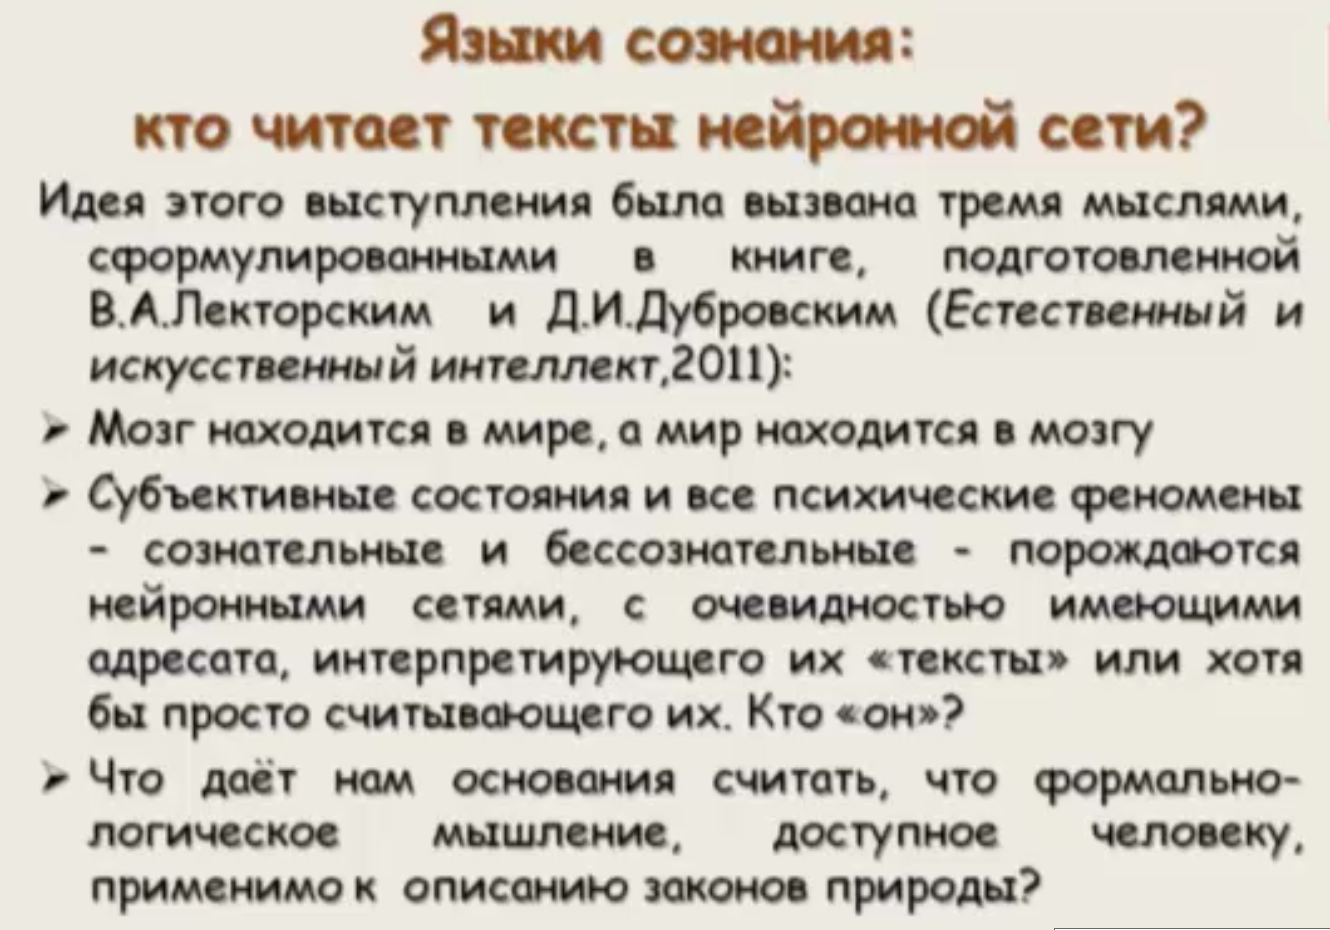 Языки сознания:
кто читает тексты нейронной сети?
Идея этого выступления была вызвана тремя мыслями,
сформулированными в книге, подготовленной
В.А.Лекторским и Д.И.Дубровским (Естественный и
искусственный интеллект,2011):
➢ Мозг находится в мире, а мир находится в мозгу
➢ Субъективные состояния и все психические феномены
– сознательные и бессознательные - порождаются
нейронными сетями, с очевидностью имеющими
адресата, интерпретирующего их «тексты» или хотя
бы просто считывающего их. Кто «он»?
➢ Что даёт нам основания считать, что формально-
логическое мышление, доступное человеку,
применимо к описанию законов природы?